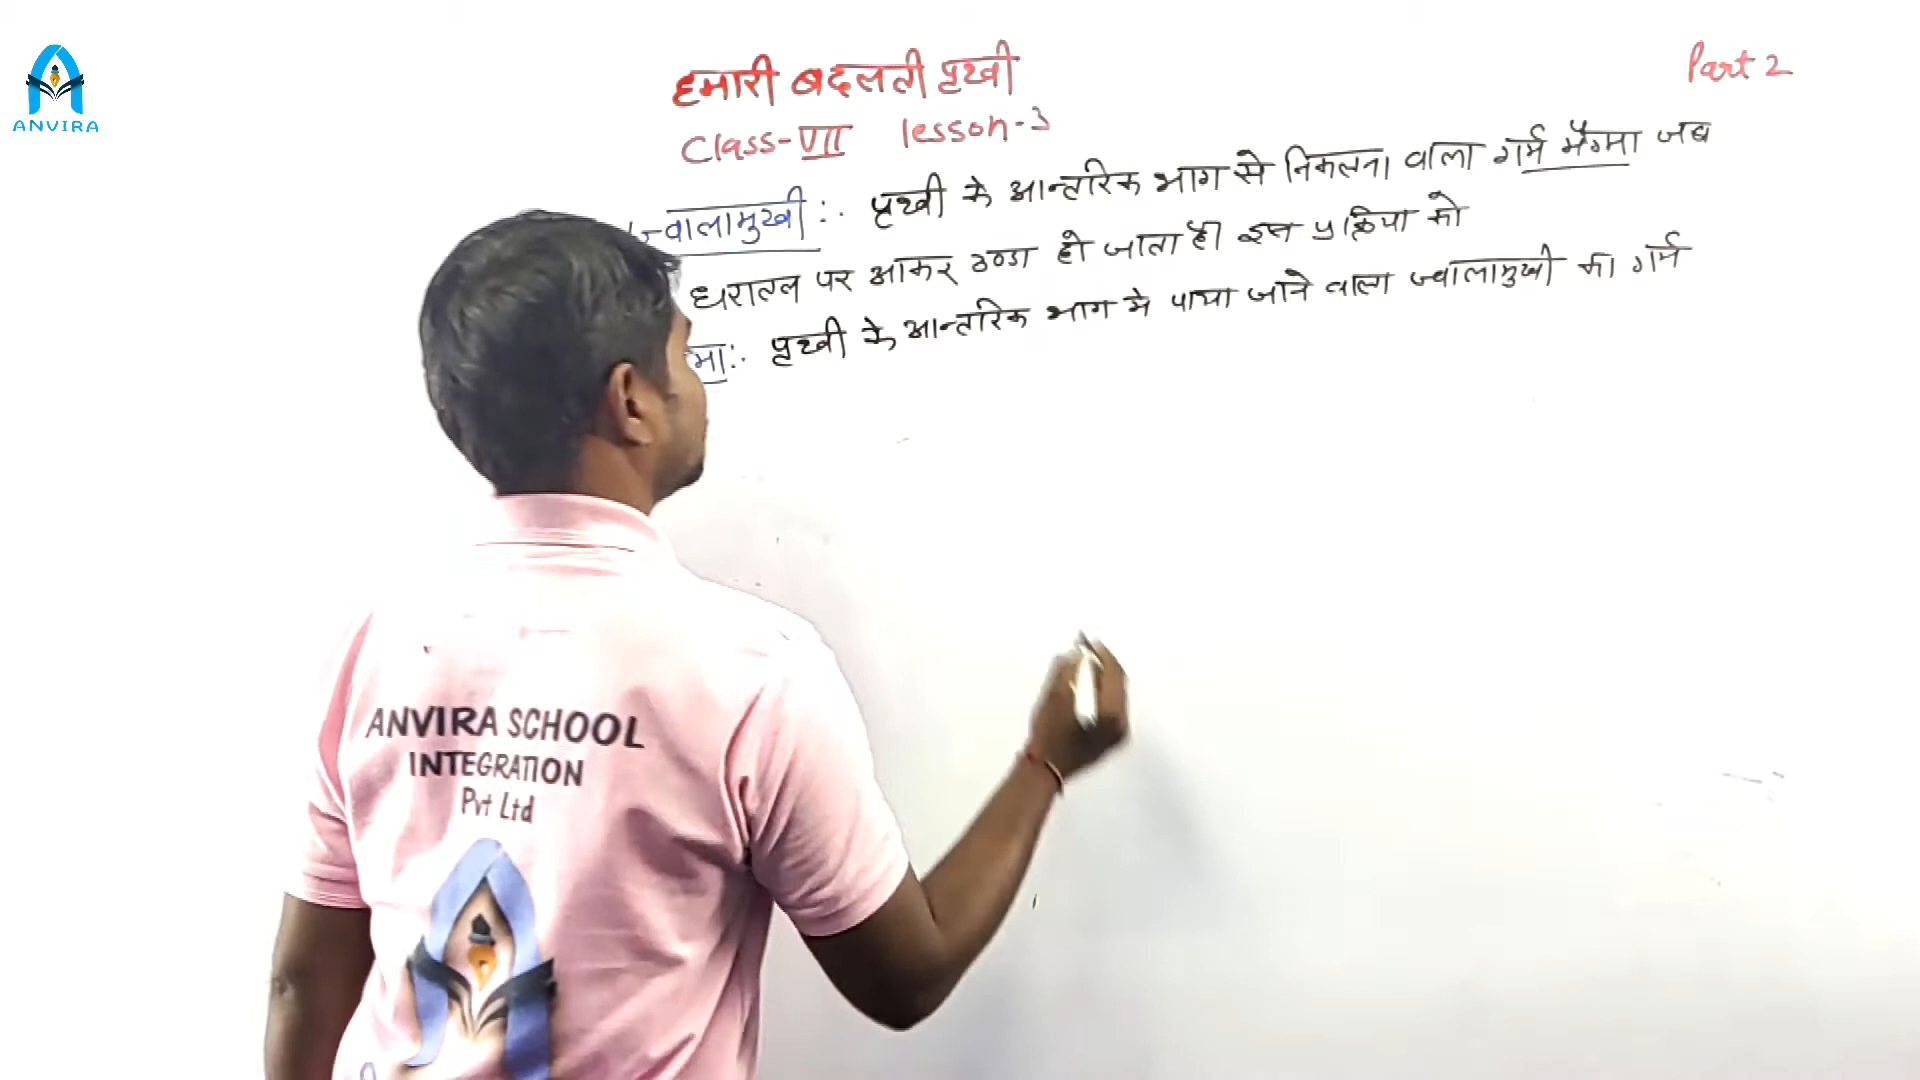 ANVIRA
हमारी बदलती पृथ्वी
Part 2
Class-VII lesson-3
ज्वालामुखी :. पृथ्वी के आन्तरिक भाग से निकलना वाला गर्म मैग्मा जब
धरातल पर आकर ठण्डा हो जाता है। इस प्रक्रिया को
मा:. पृथ्वी के आन्तरिक भाग मे पाया जाने वाला ज्वालामुखी का गर्म
ANVIRA SCHOOL
INTEGRATION
Pvt Ltd